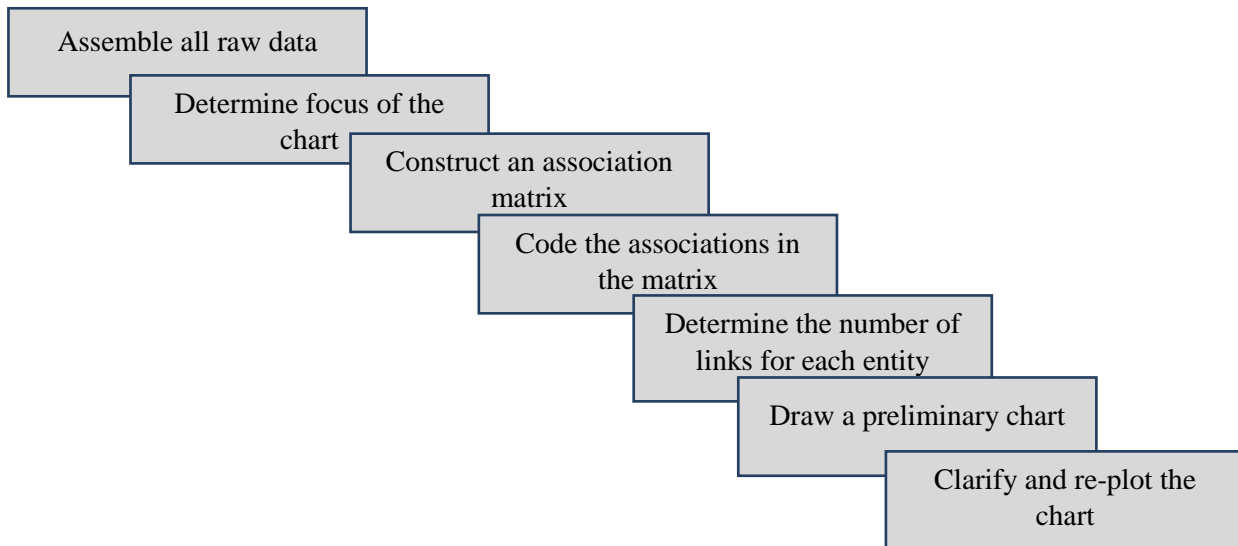 Assemble all raw data
Determine focus of the
chart
Construct an association
matrix
Code the associations in
the matrix
Determine the number of
links for each entity
Draw a preliminary chart
Clarify and re-plot the
chart